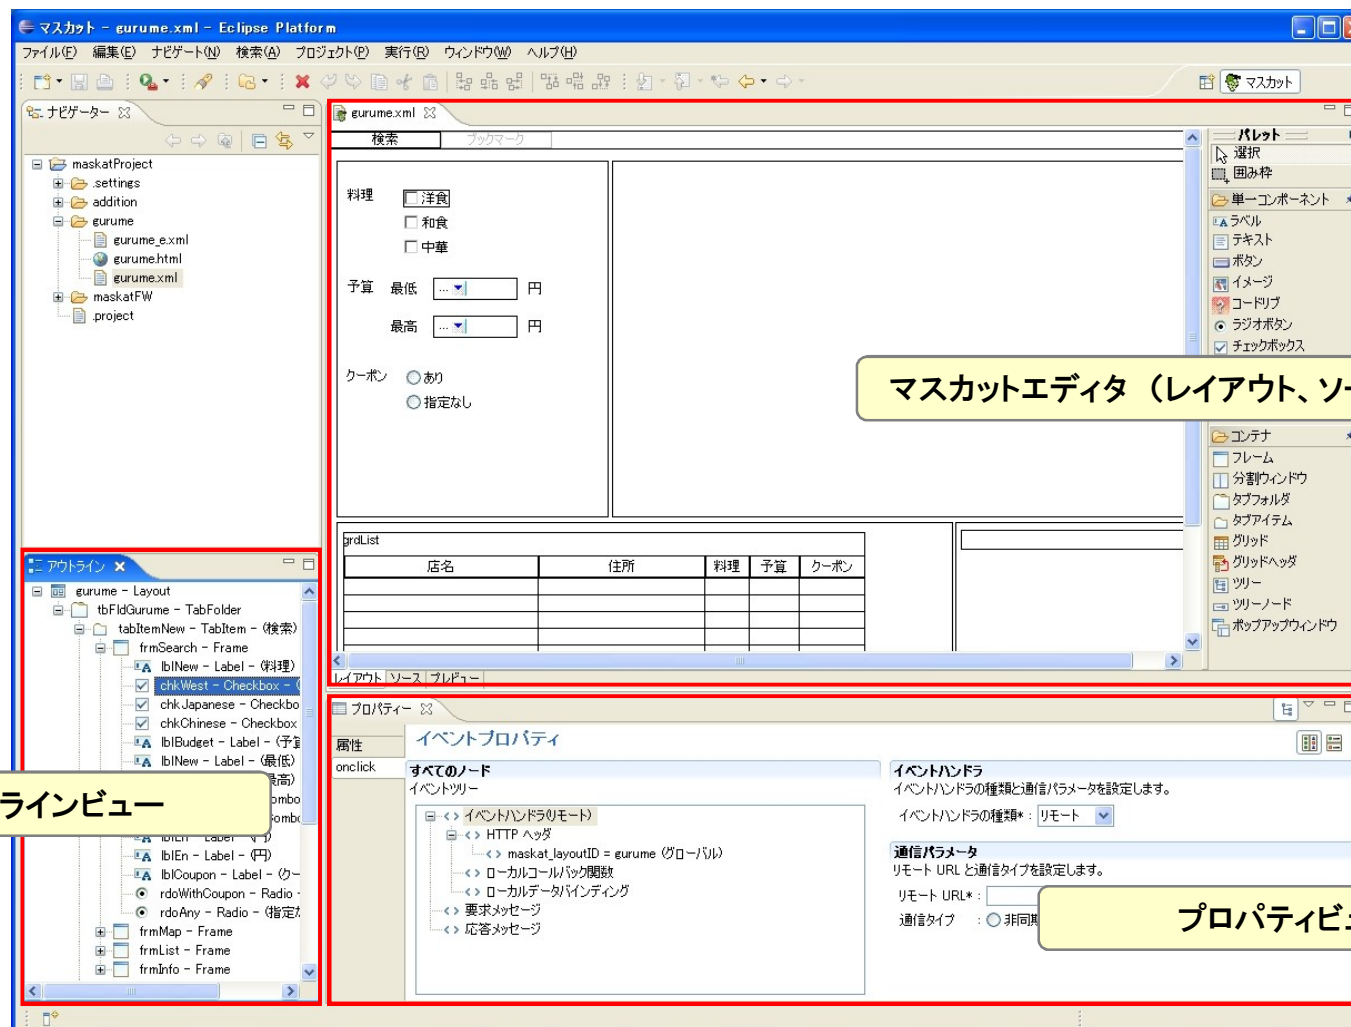 マスカット - gurume.xml - Eclipse Platform
ファイル(F) 編集(E) ナビゲート(N) 検索(A) プロジェクト(P) 実行(R) ウィンドウ(W) ヘルプ(H)
マスカット
ナビゲーター
maskatProject
.settings
addition
gurume
gurume_e.xml
gurume.html
gurume.xml
maskatFW
.project
gurume.xml
検索 ブックマーク
料理 洋食
和食
中華
予算 最低 ... 円
最高 ... 円
クーポン あり
指定なし
grdList
店名 住所 料理 予算 クーポン
レイアウト ソース プレビュー
マスカットエディタ (レイアウト、ソー
パレット
選択
囲み枠
単一コンポーネント
ラベル
テキスト
ボタン
イメージ
コードリブ
ラジオボタン
チェックボックス
コンテナ
フレーム
分割ウィンドウ
タブフォルダ
タブアイテム
グリッド
グリッドヘッダ
ツリー
ツリーノード
ポップアップウィンドウ
アウトライン
gurume - Layout
tbFldGurume - TabFolder
tabItemNew - TabItem - (検索)
frmSearch - Frame
lblNew - Label - (料理)
chkWest - Checkbox - (
chkJapanese - Checkbo
chkChinese - Checkbox
lblBudget - Label - (予算
lblNew - Label - (最低)
最高)
ombo
ombo
ラインビュー
lblEn - Label - (円)
lblEn - Label - (円)
lblCoupon - Label - (クー
rdoWithCoupon - Radio -
rdoAny - Radio - (指定な
frmMap - Frame
frmList - Frame
frmInfo - Frame
プロパティー
属性
onclick
イベントプロパティ
すべてのノード
イベントツリー
イベントハンドラ(リモート)
HTTP ヘッダ
maskat_layoutID = gurume (グローバル)
ローカルコールバック関数
ローカルデータバインディング
要求メッセージ
応答メッセージ
イベントハンドラ
イベントハンドラの種類と通信パラメータを設定します。
イベントハンドラの種類* : リモート
通信パラメータ
リモート URL と通信タイプを設定します。
リモート URL* :
通信タイプ : 非同期
プロパティビュ